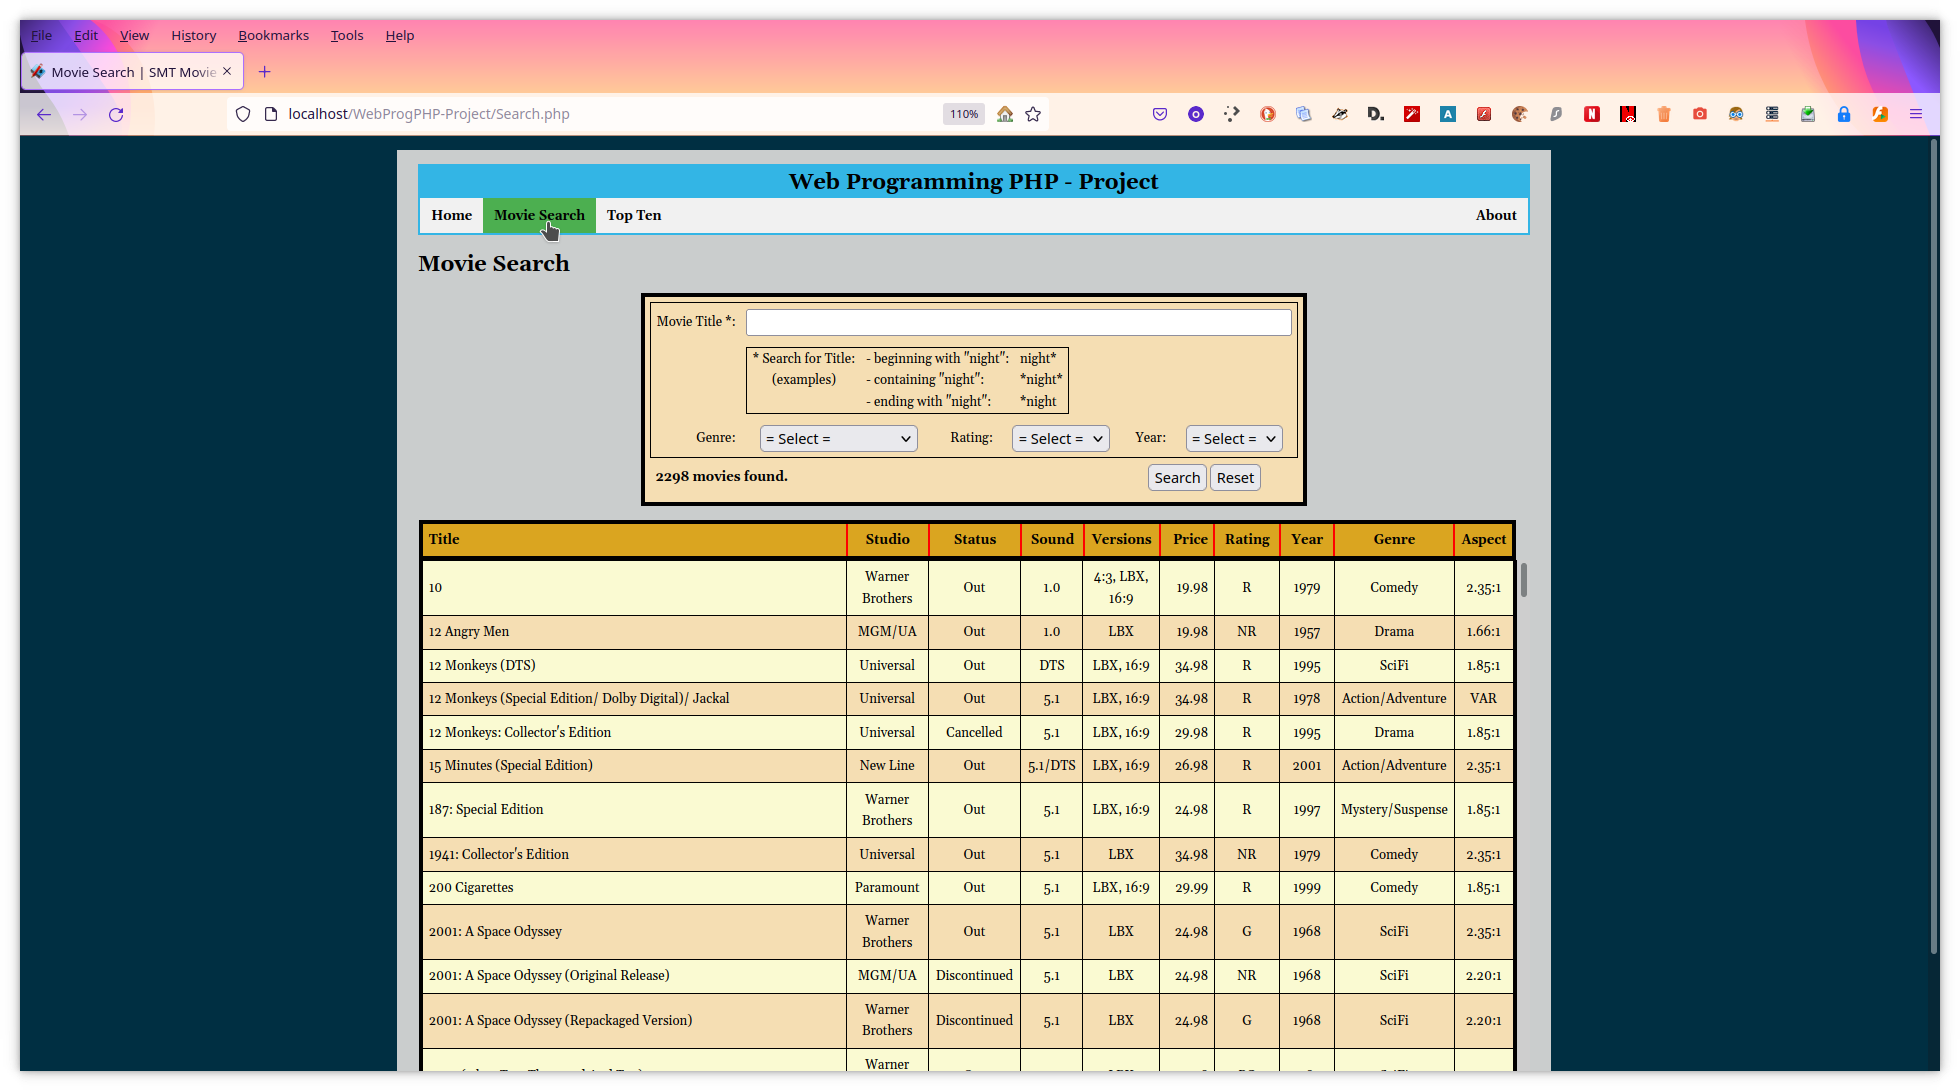 File Edit View History Bookmarks Tools Help
Movie Search | SMT Movie
localhost/WebProgPHP-Project/Search.php 110%
Web Programming PHP - Project
Home Movie Search Top Ten About
Movie Search
Movie Title *:
* Search for Title: - beginning with "night": night*
(examples) - containing "night": *night*
- ending with "night": *night
Genre: = Select = Rating: = Select = Year: = Select =
2298 movies found. Search Reset
Title Studio Status Sound Versions Price Rating Year Genre Aspect
10 Warner Brothers Out 1.0 4:3, LBX, 16:9 19.98 R 1979 Comedy 2.35:1
12 Angry Men MGM/UA Out 1.0 LBX 19.98 NR 1957 Drama 1.66:1
12 Monkeys (DTS) Universal Out DTS LBX, 16:9 34.98 R 1995 SciFi 1.85:1
12 Monkeys (Special Edition/ Dolby Digital)/ Jackal Universal Out 5.1 LBX, 16:9 34.98 R 1978 Action/Adventure VAR
12 Monkeys: Collector's Edition Universal Cancelled 5.1 LBX, 16:9 29.98 R 1995 Drama 1.85:1
15 Minutes (Special Edition) New Line Out 5.1/DTS LBX, 16:9 26.98 R 2001 Action/Adventure 2.35:1
187: Special Edition Warner Brothers Out 5.1 LBX, 16:9 24.98 R 1997 Mystery/Suspense 1.85:1
1941: Collector's Edition Universal Out 5.1 LBX 34.98 NR 1979 Comedy 2.35:1
200 Cigarettes Paramount Out 5.1 LBX, 16:9 29.99 R 1999 Comedy 1.85:1
2001: A Space Odyssey Warner Brothers Out 5.1 LBX 24.98 G 1968 SciFi 2.35:1
2001: A Space Odyssey (Original Release) MGM/UA Discontinued 5.1 LBX 24.98 NR 1968 SciFi 2.20:1
2001: A Space Odyssey (Repackaged Version) Warner Brothers Discontinued 5.1 LBX 24.98 G 1968 SciFi 2.20:1
Warner